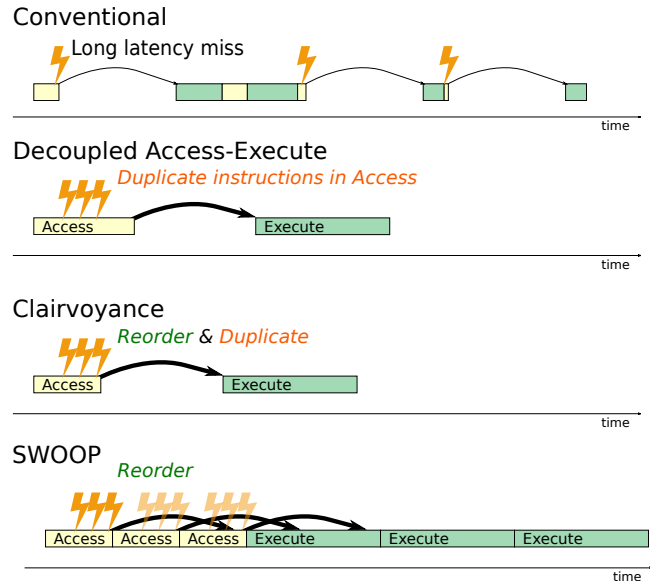 Conventional
Long latency miss
time
Decoupled Access-Execute
Duplicate instructions in Access
Access Execute
time
Clairvoyance
Reorder & Duplicate
Access Execute
time
SWOOP
Reorder
Access Access Access Execute Execute Execute
time